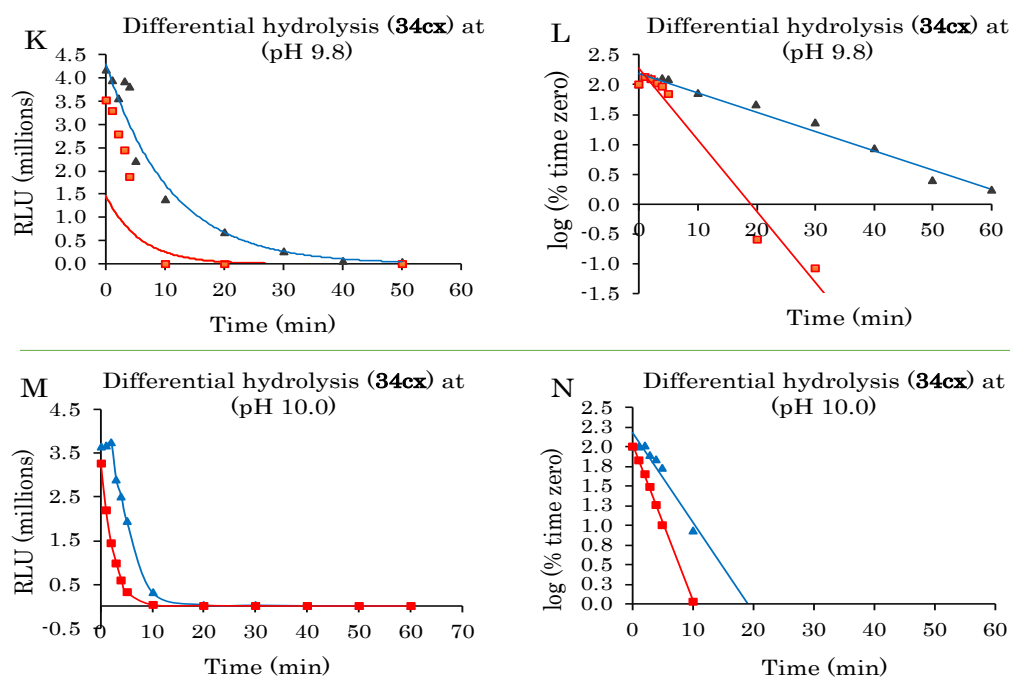 K
Differential hydrolysis (34cx) at
(pH 9.8)
RLU (millions)
4.5
4.0
3.5
3.0
2.5
2.0
1.5
1.0
0.5
0.0
0 10 20 30 40 50 60
Time (min)
L
Differential hydrolysis (34cx) at
(pH 9.8)
log (% time zero)
2.5
2.0
1.5
1.0
0.5
0.0
-0.5
-1.0
-1.5
0 10 20 30 40 50 60
Time (min)
M
Differential hydrolysis (34cx) at
(pH 10.0)
RLU (millions)
4.5
3.5
2.5
1.5
0.5
-0.5
0 10 20 30 40 50 60 70
Time (min)
N
Differential hydrolysis (34cx) at
(pH 10.0)
log (% time zero)
2.5
2.3
2.0
1.8
1.5
1.3
1.0
0.8
0.5
0.3
0.0
0 10 20 30 40 50 60
Time (min)